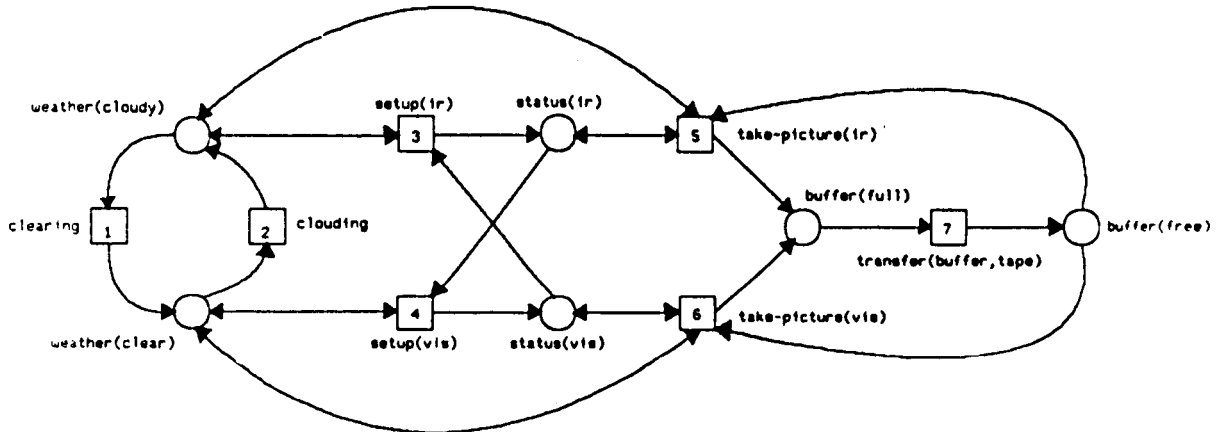 weather(cloudy)
setup(ir)
status(ir)
3
5
take-picture(ir)
buffer(full)
clearing
1
2
clouding
7
buffer(free)
transfer(buffer,tape)
4
6
take-picture(vis)
weather(clear)
setup(vis)
status(vis)